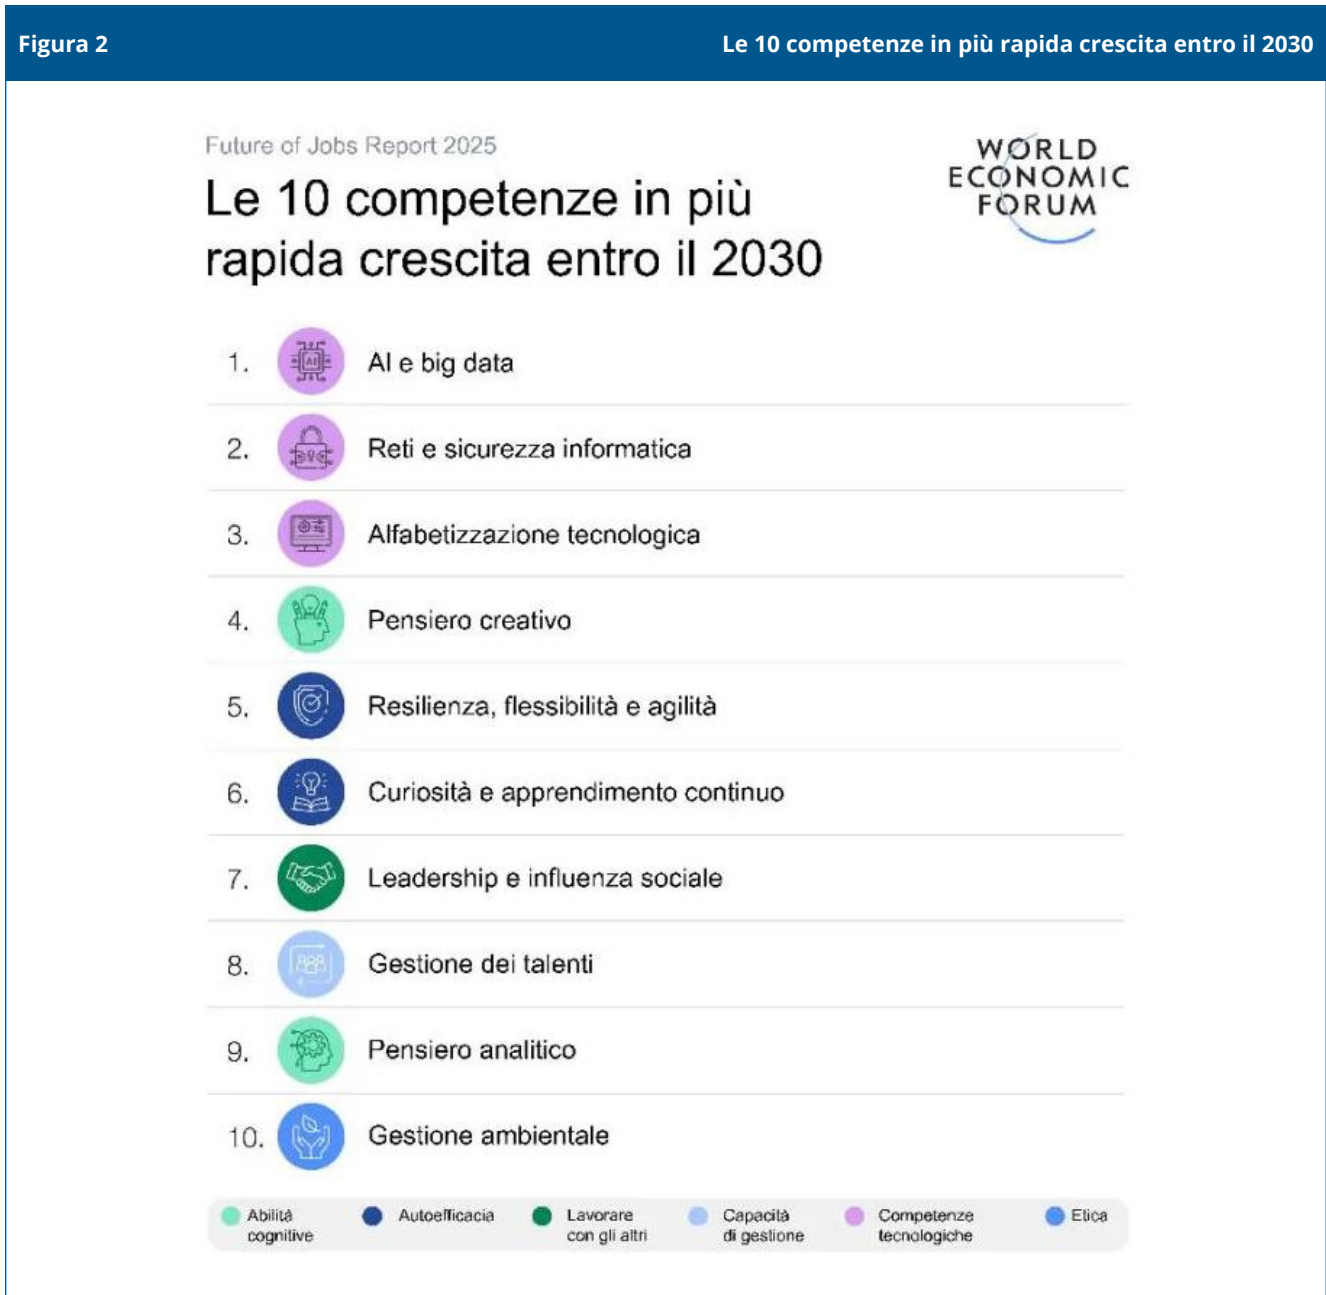 Figura 2
Le 10 competenze in più rapida crescita entro il 2030
Future of Jobs Report 2025
Le 10 competenze in più
rapida crescita entro il 2030
WORLD
ECONOMIC
FORUM
1. AI e big data
2. Reti e sicurezza informatica
3. Alfabetizzazione tecnologica
4. Pensiero creativo
5. Resilienza, flessibilità e agilità
6. Curiosità e apprendimento continuo
7. Leadership e influenza sociale
8. Gestione dei talenti
9. Pensiero analitico
10. Gestione ambientale
Abilità
cognitive
Autoefficacia
Lavorare
con gli altri
Capacità
di gestione
Competenze
tecnologiche
Etica